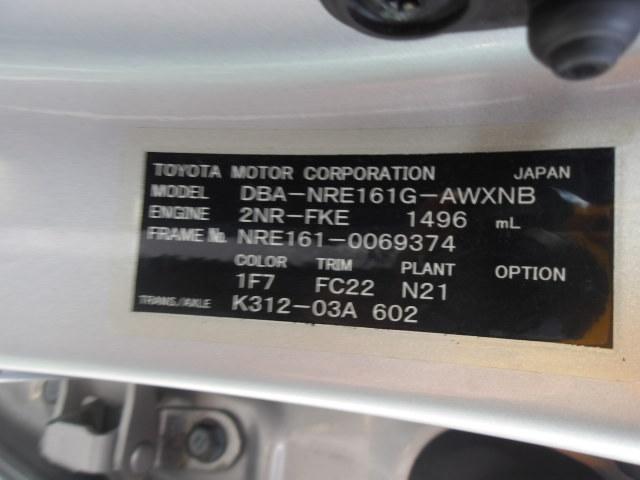 TOYOTA MOTOR CORPORATION JAPAN
MODEL DBA-NRE161G-AWXNB
ENGINE 2NR-FKE 1496 mL
FRAME No. NRE161-0069374
COLOR TRIM PLANT OPTION
1F7 FC22 N21
TRANS./AXLE K312-03A 602